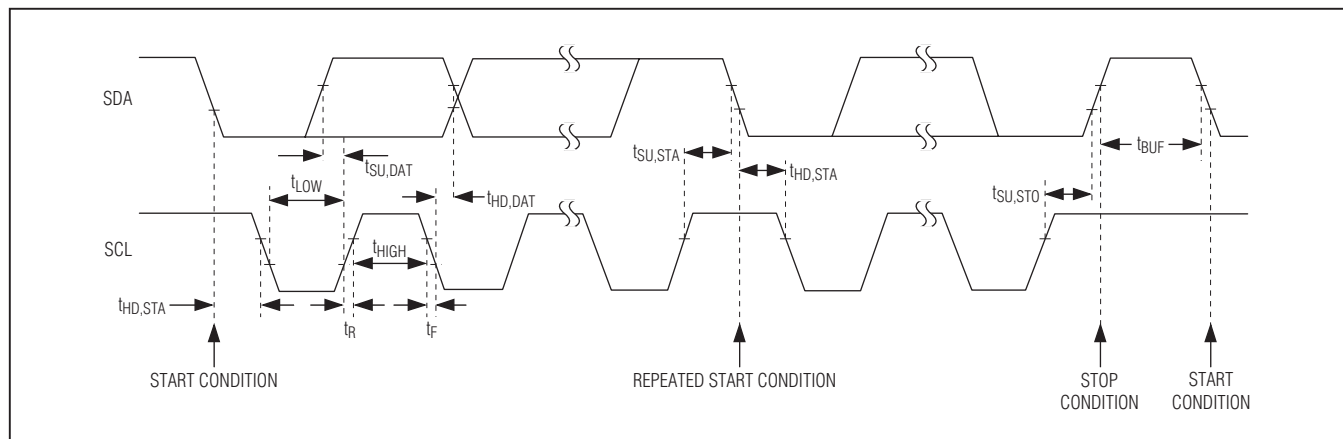 SDA
tSU,DAT
tLOW
tHD,DAT
tSU,STA
tHD,STA
tBUF
tSU,STO
SCL
tHIGH
tHD,STA
tR
tF
START CONDITION
REPEATED START CONDITION
STOP
CONDITION
START
CONDITION